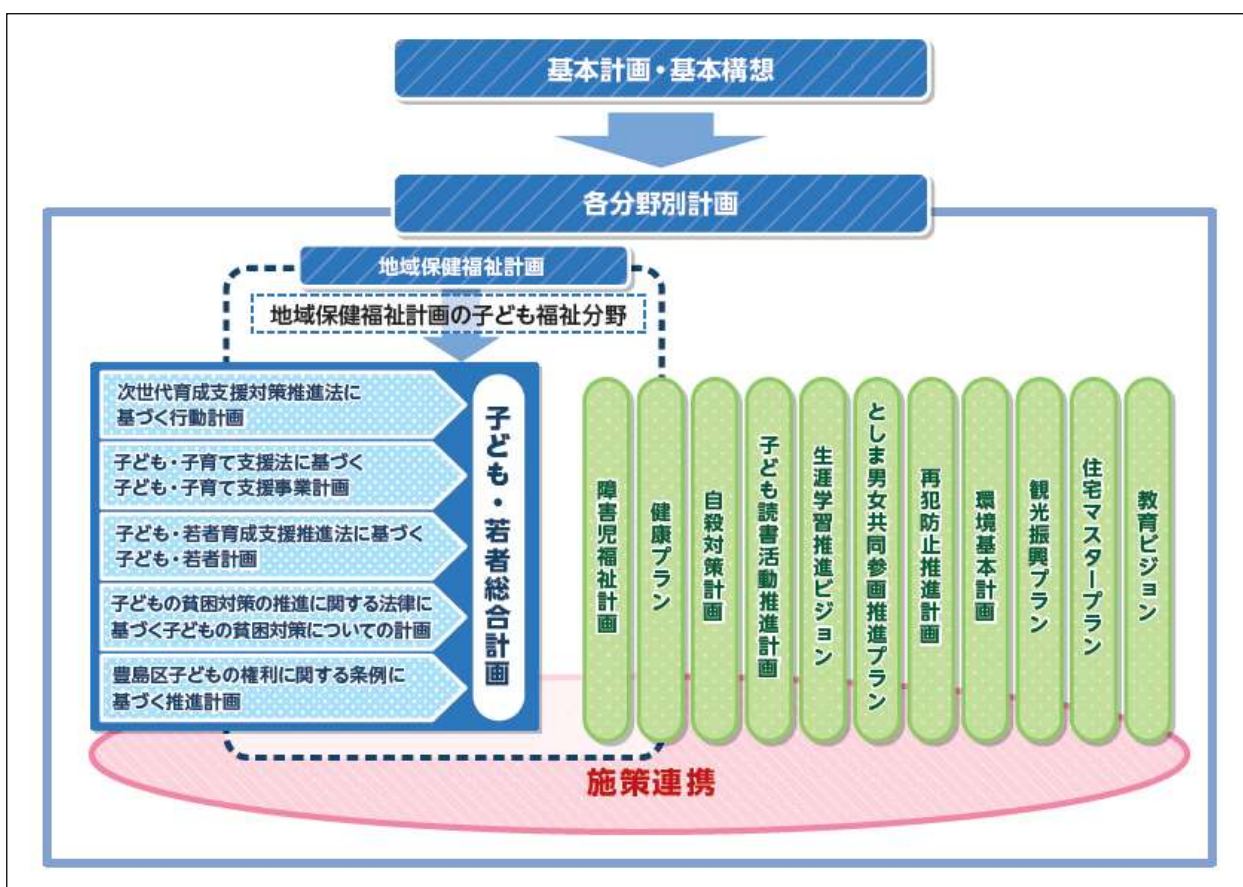 基本計画・基本構想
各分野別計画
地域保健福祉計画
地域保健福祉計画の子ども福祉分野
次世代育成支援対策推進法に
基づく行動計画
子ども・子育て支援法に基づく
子ども・子育て支援事業計画
子ども・若者育成支援推進法に基づく
子ども・若者計画
子どもの貧困対策の推進に関する法律に
基づく子どもの貧困対策についての計画
豊島区子どもの権利に関する条例に
基づく推進計画
子ども・若者総合計画
障害児福祉計画
健康プラン
自殺対策計画
子ども読書活動推進計画
生涯学習推進ビジョン
としま男女共同参画推進プラン
再犯防止推進計画
環境基本計画
観光振興プラン
住宅マスタープラン
教育ビジョン
施策連携